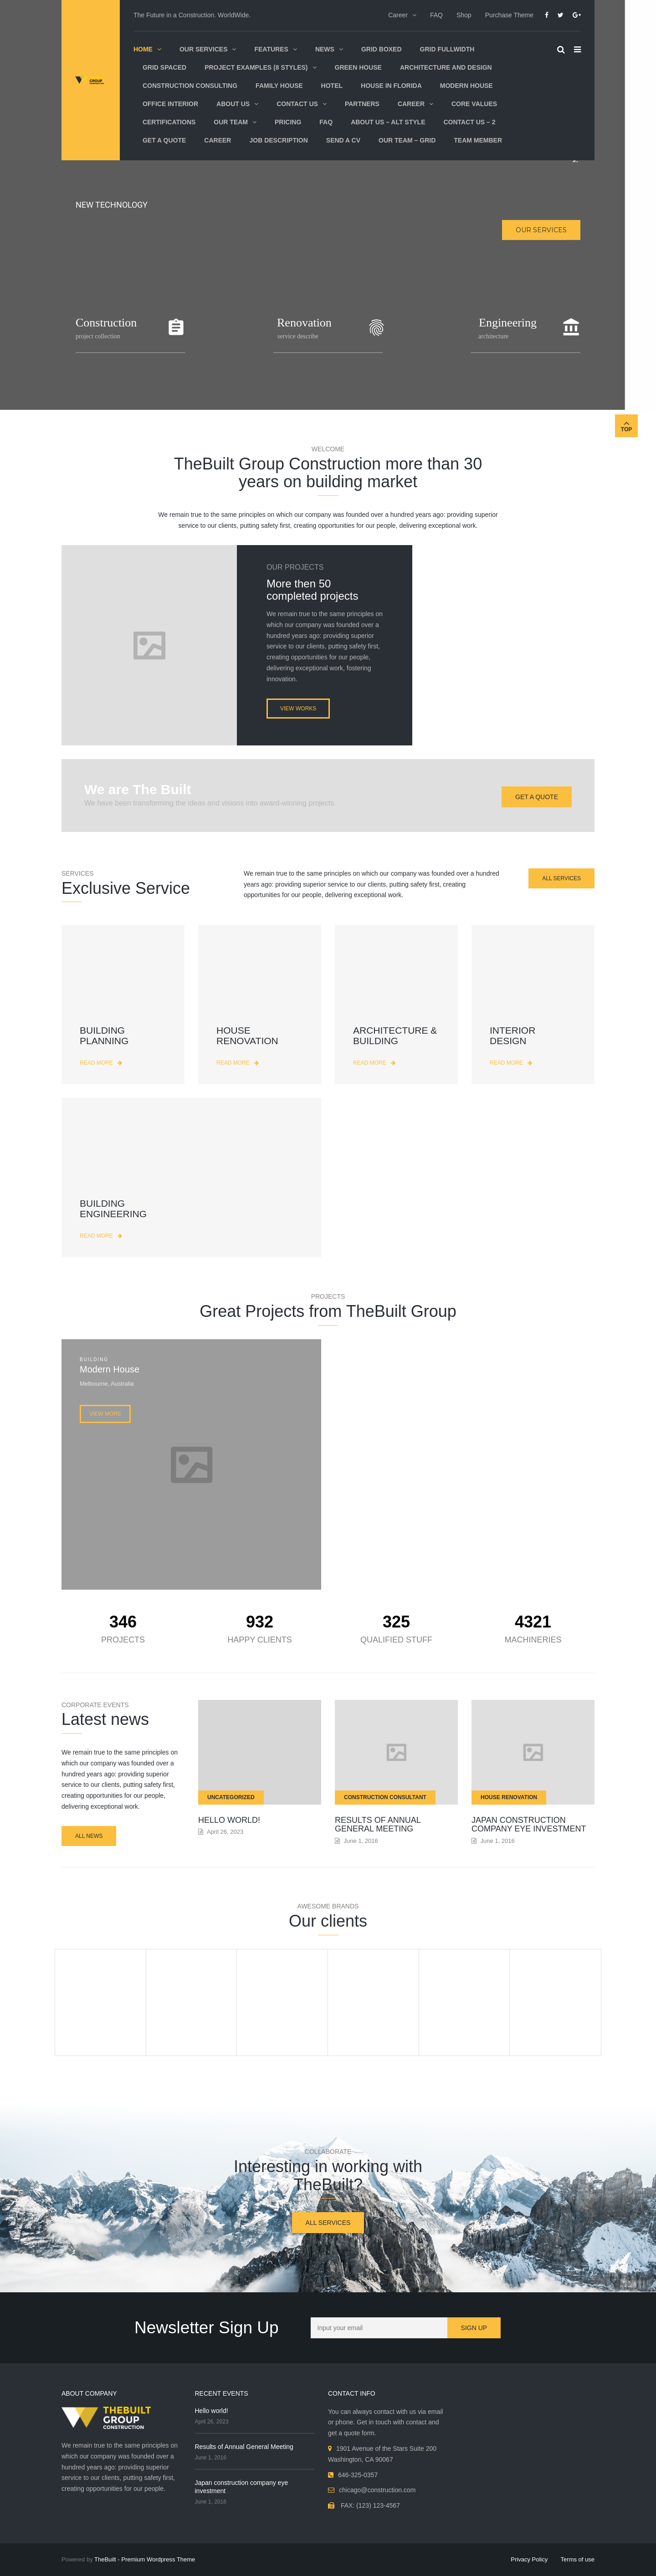 The Future in a Construction. WorldWide.
Career FAQ Shop Purchase Theme
GROUP
HOME OUR SERVICES FEATURES NEWS GRID BOXED GRID FULLWIDTH
GRID SPACED PROJECT EXAMPLES (8 STYLES) GREEN HOUSE ARCHITECTURE AND DESIGN
CONSTRUCTION CONSULTING FAMILY HOUSE HOTEL HOUSE IN FLORIDA MODERN HOUSE
OFFICE INTERIOR ABOUT US CONTACT US PARTNERS CAREER CORE VALUES
CERTIFICATIONS OUR TEAM PRICING FAQ ABOUT US – ALT STYLE CONTACT US – 2
GET A QUOTE CAREER JOB DESCRIPTION SEND A CV OUR TEAM – GRID TEAM MEMBER
NEW TECHNOLOGY
OUR SERVICES
Construction
project collection
Renovation
service describe
Engineering
architecture
TOP
WELCOME
TheBuilt Group Construction more than 30
years on building market
We remain true to the same principles on which our company was founded over a hundred years ago: providing superior
service to our clients, putting safety first, creating opportunities for our people, delivering exceptional work.
OUR PROJECTS
More then 50
completed projects
We remain true to the same principles on
which our company was founded over a
hundred years ago: providing superior
service to our clients, putting safety first,
creating opportunities for our people,
delivering exceptional work, fostering
innovation.
VIEW WORKS
We are The Built
We have been transforming the ideas and visions into award-winning projects
GET A QUOTE
SERVICES
Exclusive Service
We remain true to the same principles on which our company was founded over a hundred
years ago: providing superior service to our clients, putting safety first, creating
opportunities for our people, delivering exceptional work.
ALL SERVICES
BUILDING
PLANNING
READ MORE
HOUSE
RENOVATION
READ MORE
ARCHITECTURE &
BUILDING
READ MORE
INTERIOR
DESIGN
READ MORE
BUILDING
ENGINEERING
READ MORE
PROJECTS
Great Projects from TheBuilt Group
BUILDING
Modern House
Melbourne, Australia
VIEW MORE
346
PROJECTS
932
HAPPY CLIENTS
325
QUALIFIED STUFF
4321
MACHINERIES
CORPORATE EVENTS
Latest news
We remain true to the same principles on
which our company was founded over a
hundred years ago: providing superior
service to our clients, putting safety first,
creating opportunities for our people,
delivering exceptional work.
ALL NEWS
UNCATEGORIZED
HELLO WORLD!
April 26, 2023
CONSTRUCTION CONSULTANT
RESULTS OF ANNUAL
GENERAL MEETING
June 1, 2016
HOUSE RENOVATION
JAPAN CONSTRUCTION
COMPANY EYE INVESTMENT
June 1, 2016
AWESOME BRANDS
Our clients
COLLABORATE
Interesting in working with
TheBuilt?
ALL SERVICES
Newsletter Sign Up
Input your email
SIGN UP
ABOUT COMPANY
THEBUILT
GROUP
CONSTRUCTION
We remain true to the same principles on
which our company was founded over a
hundred years ago: providing superior
service to our clients, putting safety first,
creating opportunities for our people.
RECENT EVENTS
Hello world!
April 26, 2023
Results of Annual General Meeting
June 1, 2016
Japan construction company eye
investment
June 1, 2016
CONTACT INFO
You can always contact with us via email
or phone. Get in touch with contact and
get a quote form.
1901 Avenue of the Stars Suite 200
Washington, CA 90067
646-325-0357
chicago@construction.com
FAX: (123) 123-4567
Powered by TheBuilt - Premium Wordpress Theme
Privacy Policy Terms of use